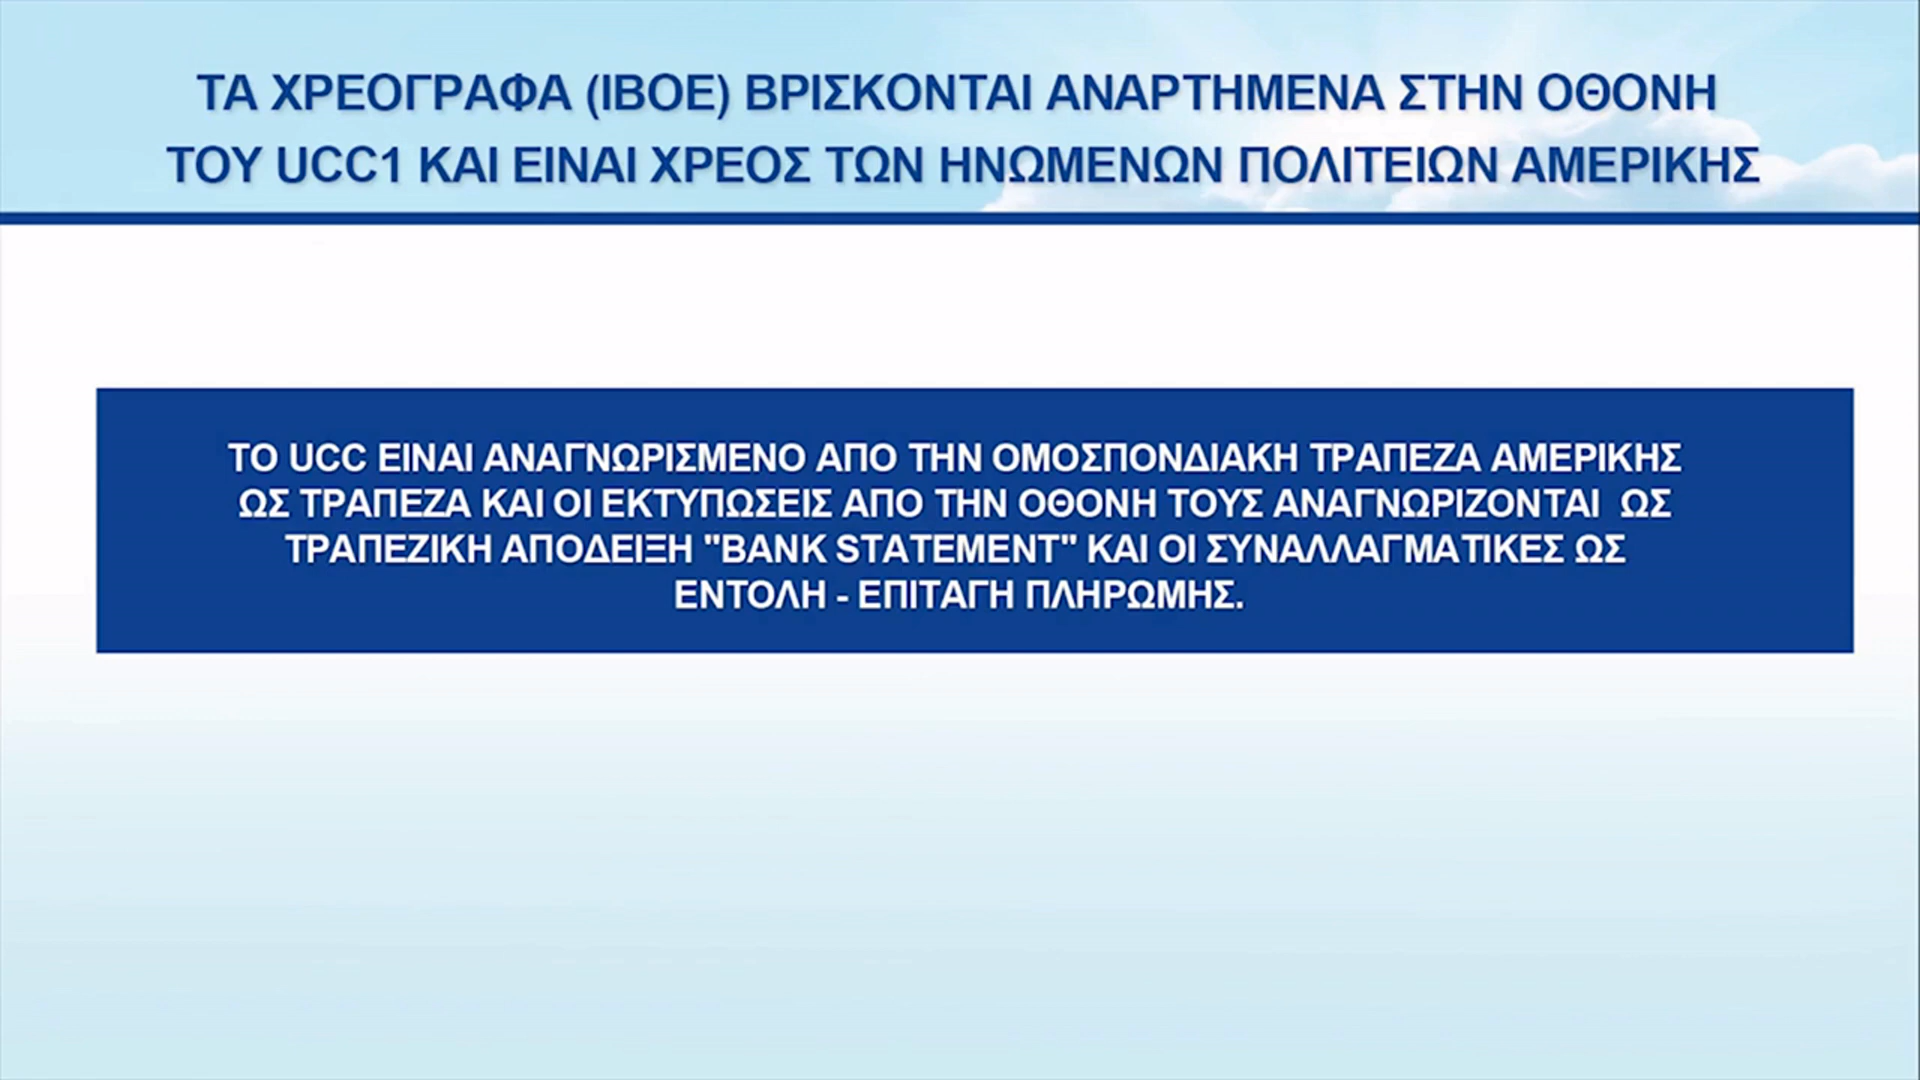 ΤΑ ΧΡΕΟΓΡΑΦΑ (IBOE) ΒΡΙΣΚΟΝΤΑΙ ΑΝΑΡΤΗΜΕΝΑ ΣΤΗΝ ΟΘΟΝΗ
ΤΟΥ UCC1 ΚΑΙ ΕΙΝΑΙ ΧΡΕΟΣ ΤΩΝ ΗΝΩΜΕΝΩΝ ΠΟΛΙΤΕΙΩΝ ΑΜΕΡΙΚΗΣ
ΤΟ UCC ΕΙΝΑΙ ΑΝΑΓΝΩΡΙΣΜΕΝΟ ΑΠΟ ΤΗΝ ΟΜΟΣΠΟΝΔΙΑΚΗ ΤΡΑΠΕΖΑ ΑΜΕΡΙΚΗΣ
ΩΣ ΤΡΑΠΕΖΑ ΚΑΙ ΟΙ ΕΚΤΥΠΩΣΕΙΣ ΑΠΟ ΤΗΝ ΟΘΟΝΗ ΤΟΥΣ ΑΝΑΓΝΩΡΙΖΟΝΤΑΙ ΩΣ
ΤΡΑΠΕΖΙΚΗ ΑΠΟΔΕΙΞΗ "BANK STATEMENT" ΚΑΙ ΟΙ ΣΥΝΑΛΛΑΓΜΑΤΙΚΕΣ ΩΣ
ΕΝΤΟΛΗ - ΕΠΙΤΑΓΗ ΠΛΗΡΩΜΗΣ.